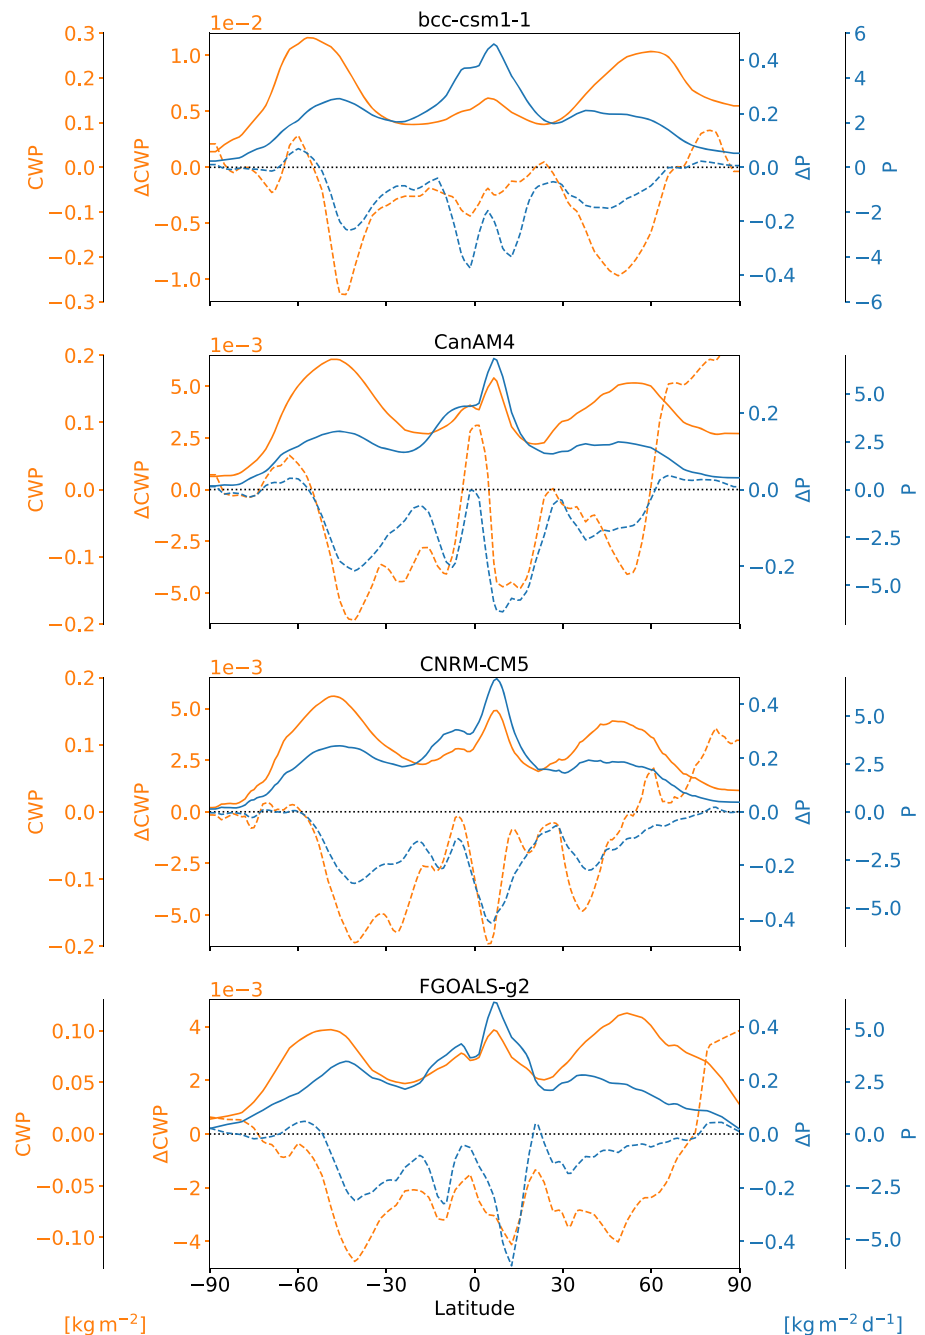 bcc-csm1-1
1e−2
0.3
0.2
0.1
0.0
−0.1
−0.2
−0.3
CWP
1.0
0.5
0.0
−0.5
−1.0
ΔCWP
0.4
0.2
0.0
−0.2
−0.4
ΔP
6
4
2
0
−2
−4
−6
P
CanAM4
1e−3
0.2
0.1
0.0
−0.1
−0.2
CWP
5.0
2.5
0.0
−2.5
−5.0
ΔCWP
0.2
0.0
−0.2
ΔP
5.0
2.5
0.0
−2.5
−5.0
P
CNRM-CM5
1e−3
0.2
0.1
0.0
−0.1
−0.2
CWP
5.0
2.5
0.0
−2.5
−5.0
ΔCWP
0.4
0.2
0.0
−0.2
−0.4
ΔP
5.0
2.5
0.0
−2.5
−5.0
P
FGOALS-g2
1e−3
0.10
0.05
0.00
−0.05
−0.10
CWP
4
2
0
−2
−4
ΔCWP
0.4
0.2
0.0
−0.2
−0.4
ΔP
5.0
2.5
0.0
−2.5
−5.0
P
−90 −60 −30 0 30 60 90
Latitude
[kg m⁻²]
[kg m⁻² d⁻¹]